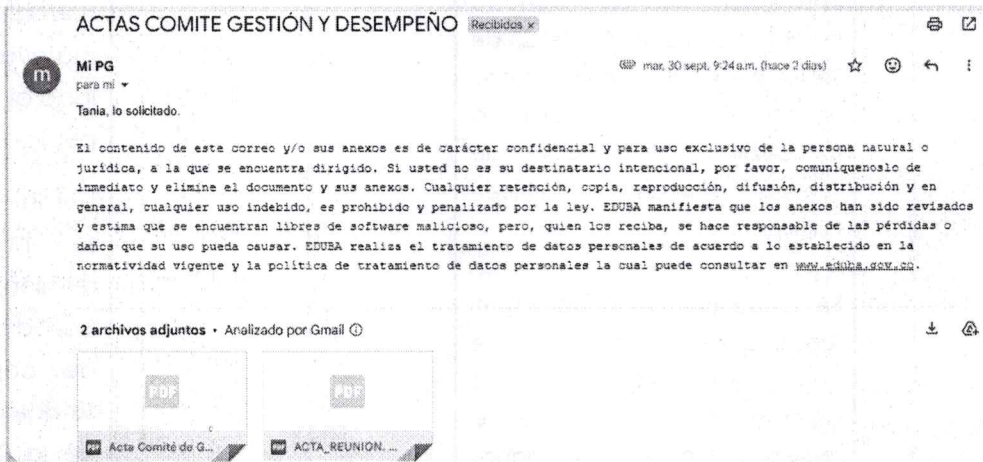 ACTAS COMITE GESTIÓN Y DESEMPEÑO Recibidos x
m
Mi PG
mar, 30 sept, 9:24 a.m. (hace 2 días)
para mí
Tania, lo solicitado.
El contenido de este correo y/o sus anexos es de carácter confidencial y para uso exclusivo de la persona natural o
jurídica, a la que se encuentra dirigido. Si usted no es su destinatario intencional, por favor, comuníquenoslo de
inmediato y elimine el documento y sus anexos. Cualquier retención, copia, reproducción, difusión, distribución y en
general, cualquier uso indebido, es prohibido y penalizado por la ley. EDUBA manifiesta que los anexos han sido revisados
y estima que se encuentran libres de software malicioso, pero, quien los reciba, se hace responsable de las pérdidas o
daños que su uso pueda causar. EDUBA realiza el tratamiento de datos personales de acuerdo a lo establecido en la
normatividad vigente y la política de tratamiento de datos personales la cual puede consultar en www.eduba.gov.co.
2 archivos adjuntos • Analizado por Gmail
PDF
PDF
PDF Acta Comité de G...
PDF ACTA_REUNION. ...